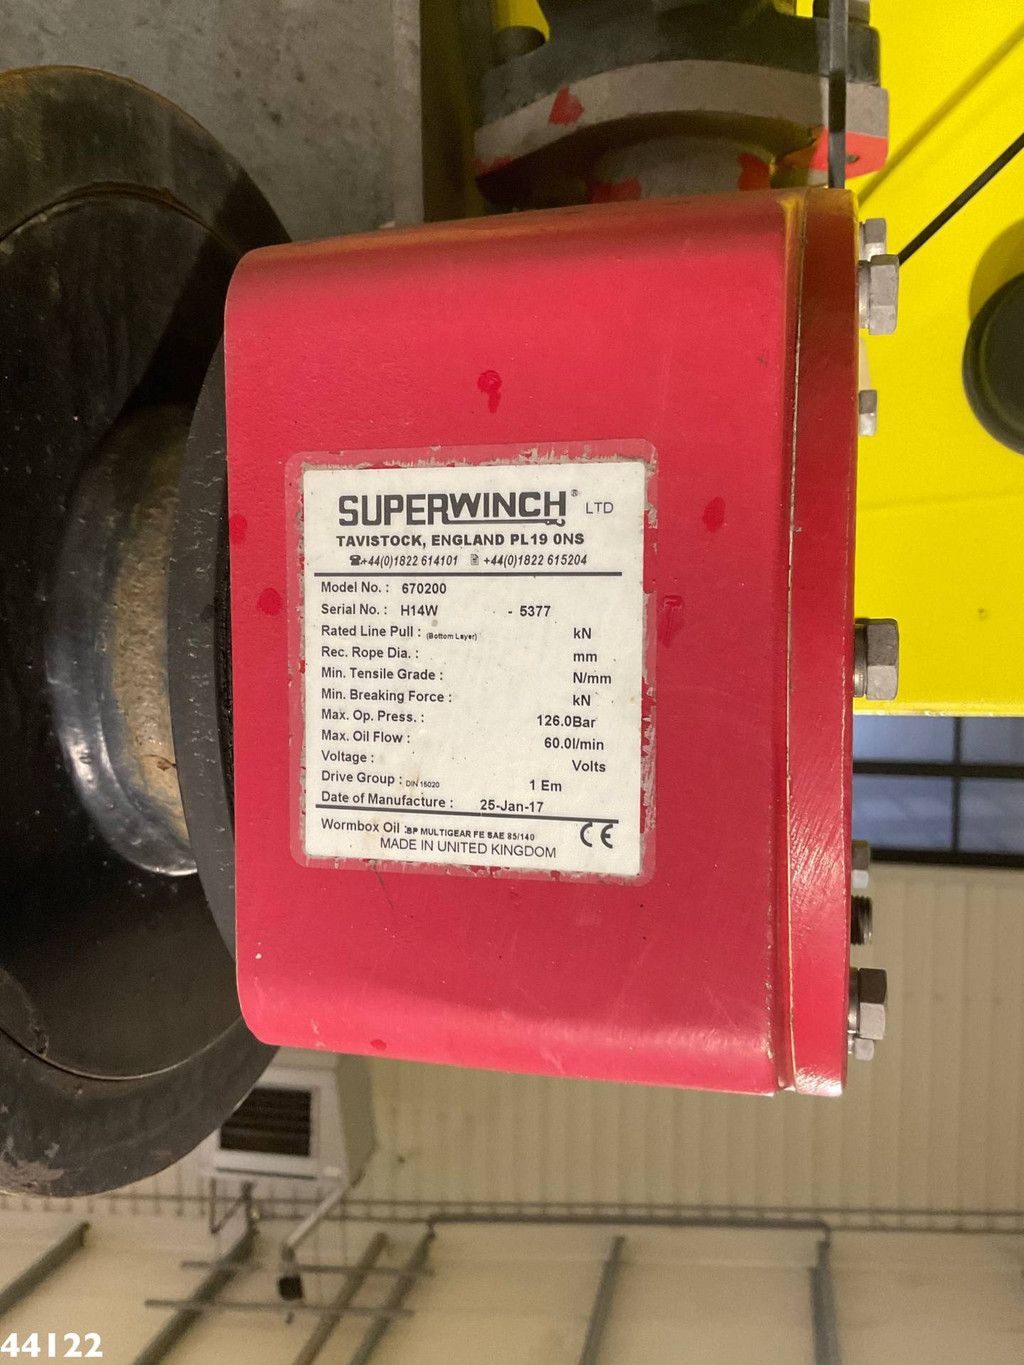 SUPERWINCH® LTD
TAVISTOCK, ENGLAND PL19 0NS
☎:+44(0)1822 614101 🖹 +44(0)1822 615204
Model No. : 670200
Serial No. : H14W - 5377
Rated Line Pull : (Bottom Layer) kN
Rec. Rope Dia. : mm
Min. Tensile Grade : N/mm
Min. Breaking Force : kN
Max. Op. Press. : 126.0Bar
Max. Oil Flow : 60.0l/min
Voltage : Volts
Drive Group : DIN 15020 1 Em
Date of Manufacture : 25-Jan-17
Wormbox Oil :BP MULTIGEAR FE SAE 85/140 CE
MADE IN UNITED KINGDOM
44122